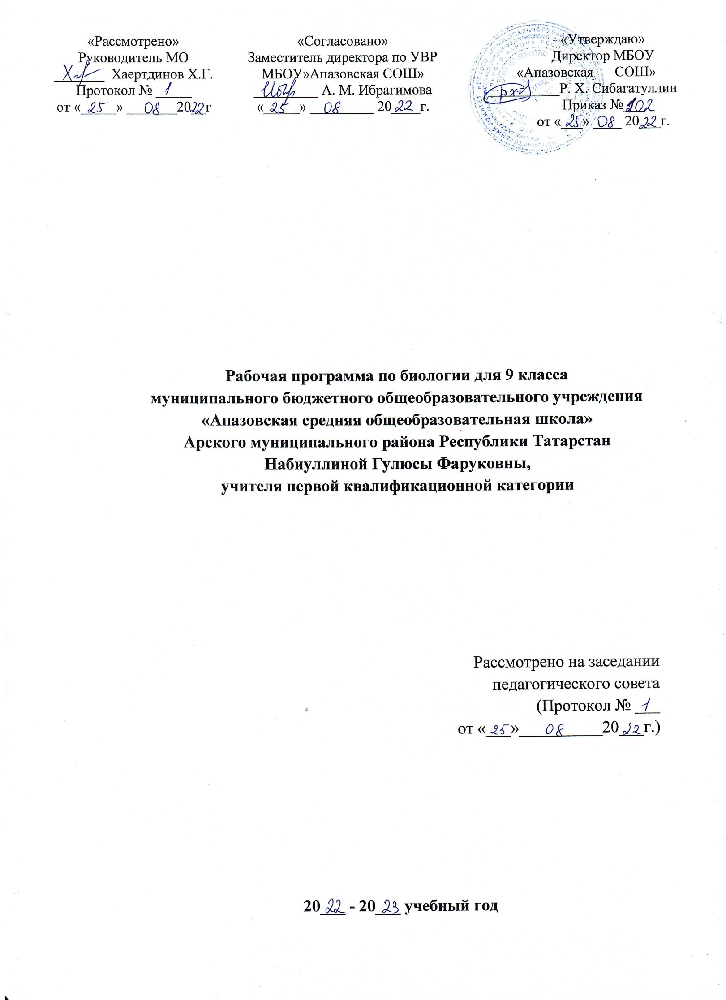 «Рассмотрено»
Руководитель МО
Хаертдинов Х.Г.
Протокол № 1
от «25» 08 2022г
«Согласовано»
Заместитель директора по УВР
МБОУ»Апазовская СОШ»
А. М. Ибрагимова
«25» 08 2022 г.
«Утверждаю»
Директор МБОУ
«Апазовская СОШ»
Р. Х. Сибагатуллин
Приказ № 102
от «25» 08 2022 г.
Рабочая программа по биологии для 9 класса
муниципального бюджетного общеобразовательного учреждения
«Апазовская средняя общеобразовательная школа»
Арского муниципального района Республики Татарстан
Набиуллиной Гулюсы Фаруковны,
учителя первой квалификационной категории
Рассмотрено на заседании
педагогического совета
(Протокол № 1
от «25» 08 2022г.)
2022 - 2023 учебный год